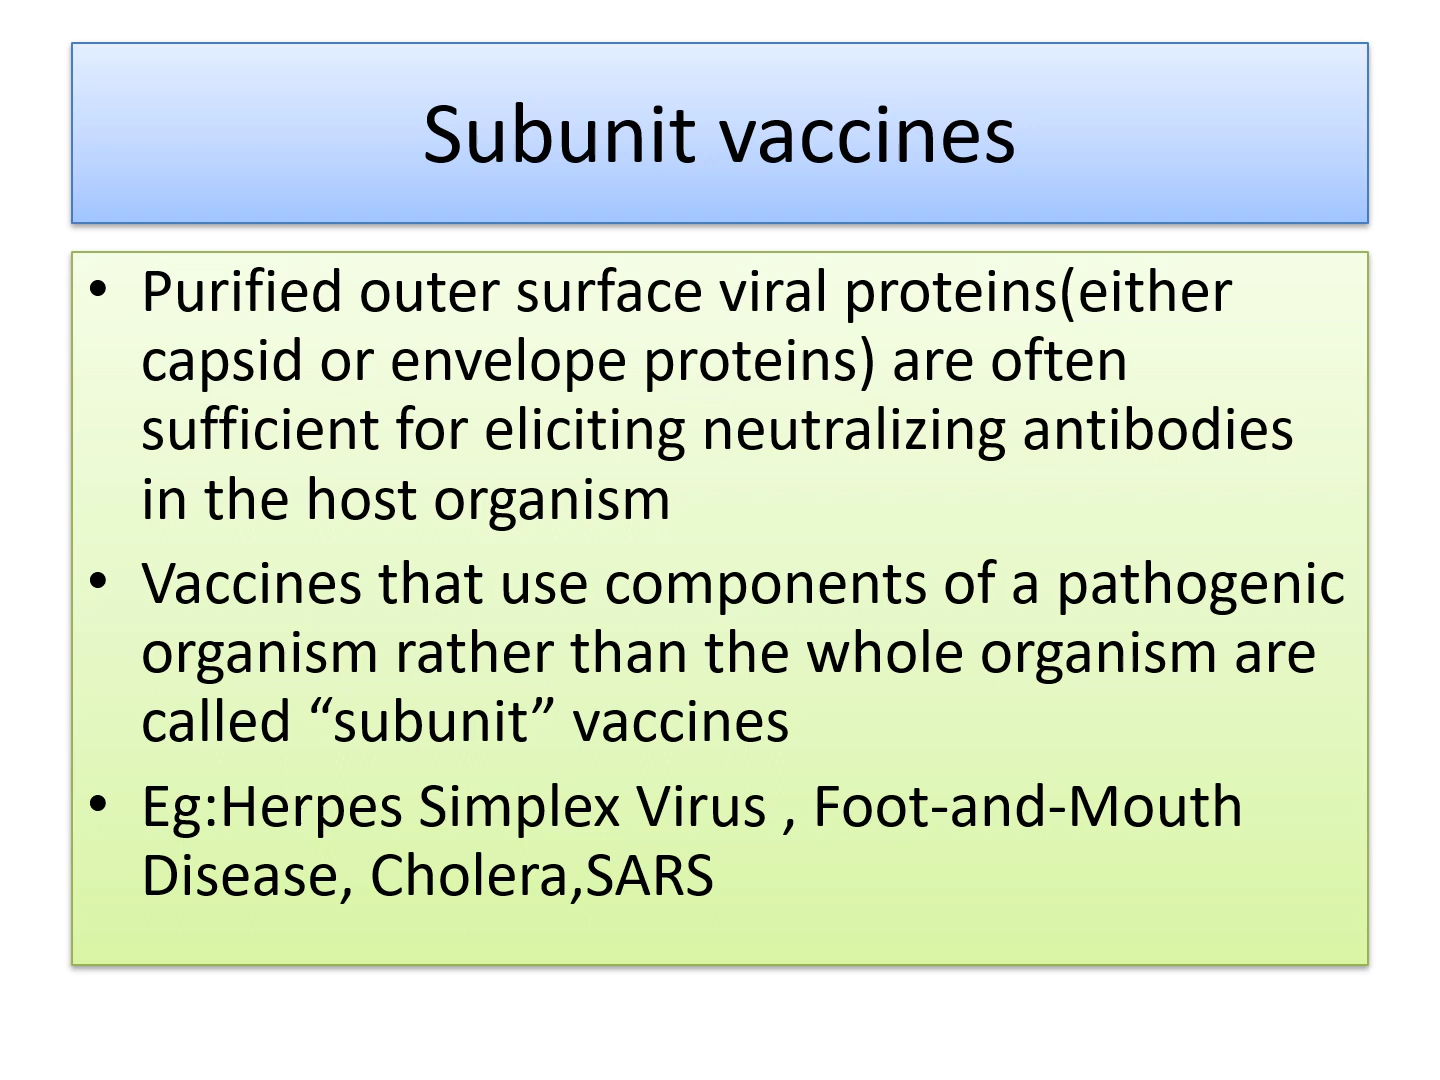 Subunit vaccines
• Purified outer surface viral proteins(either
capsid or envelope proteins) are often
sufficient for eliciting neutralizing antibodies
in the host organism
• Vaccines that use components of a pathogenic
organism rather than the whole organism are
called “subunit” vaccines
• Eg:Herpes Simplex Virus , Foot-and-Mouth
Disease, Cholera,SARS